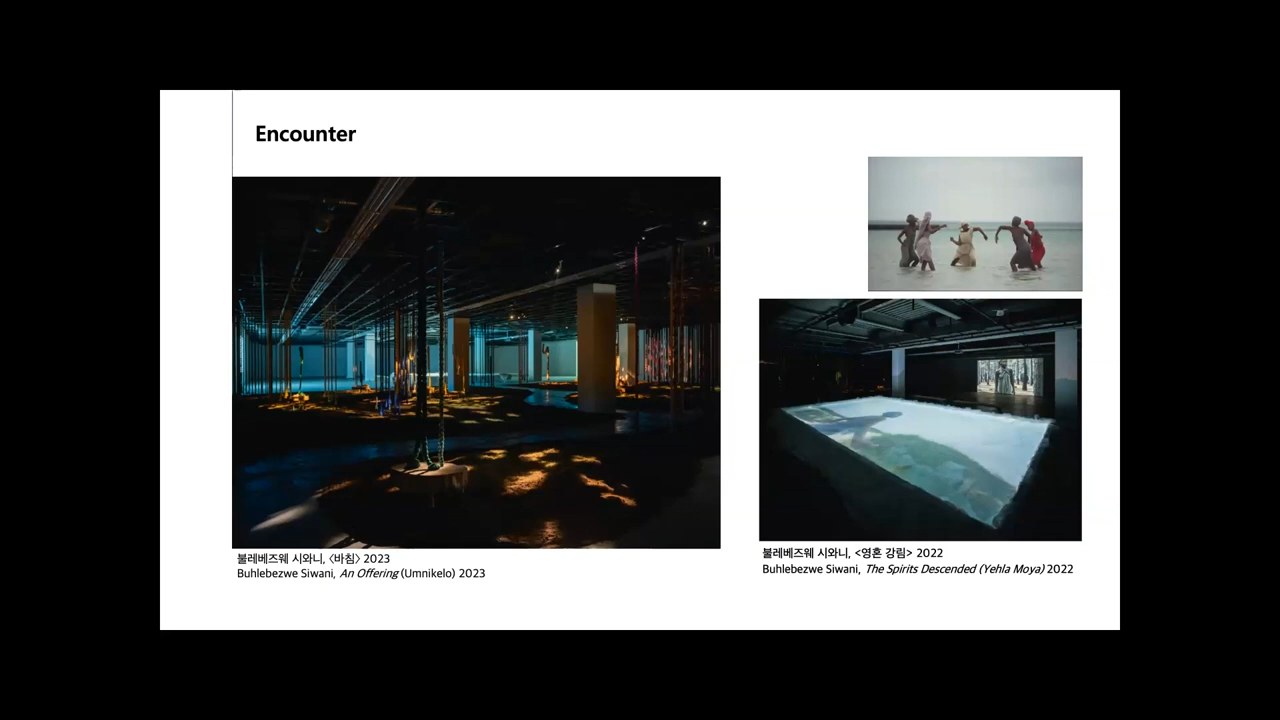 Encounter
불레베즈웨 시와니, 〈바침〉 2023
Buhlebezwe Siwani, An Offering (Umnikelo) 2023
불레베즈웨 시와니, <영혼 강림> 2022
Buhlebezwe Siwani, The Spirits Descended (Yehla Moya) 2022